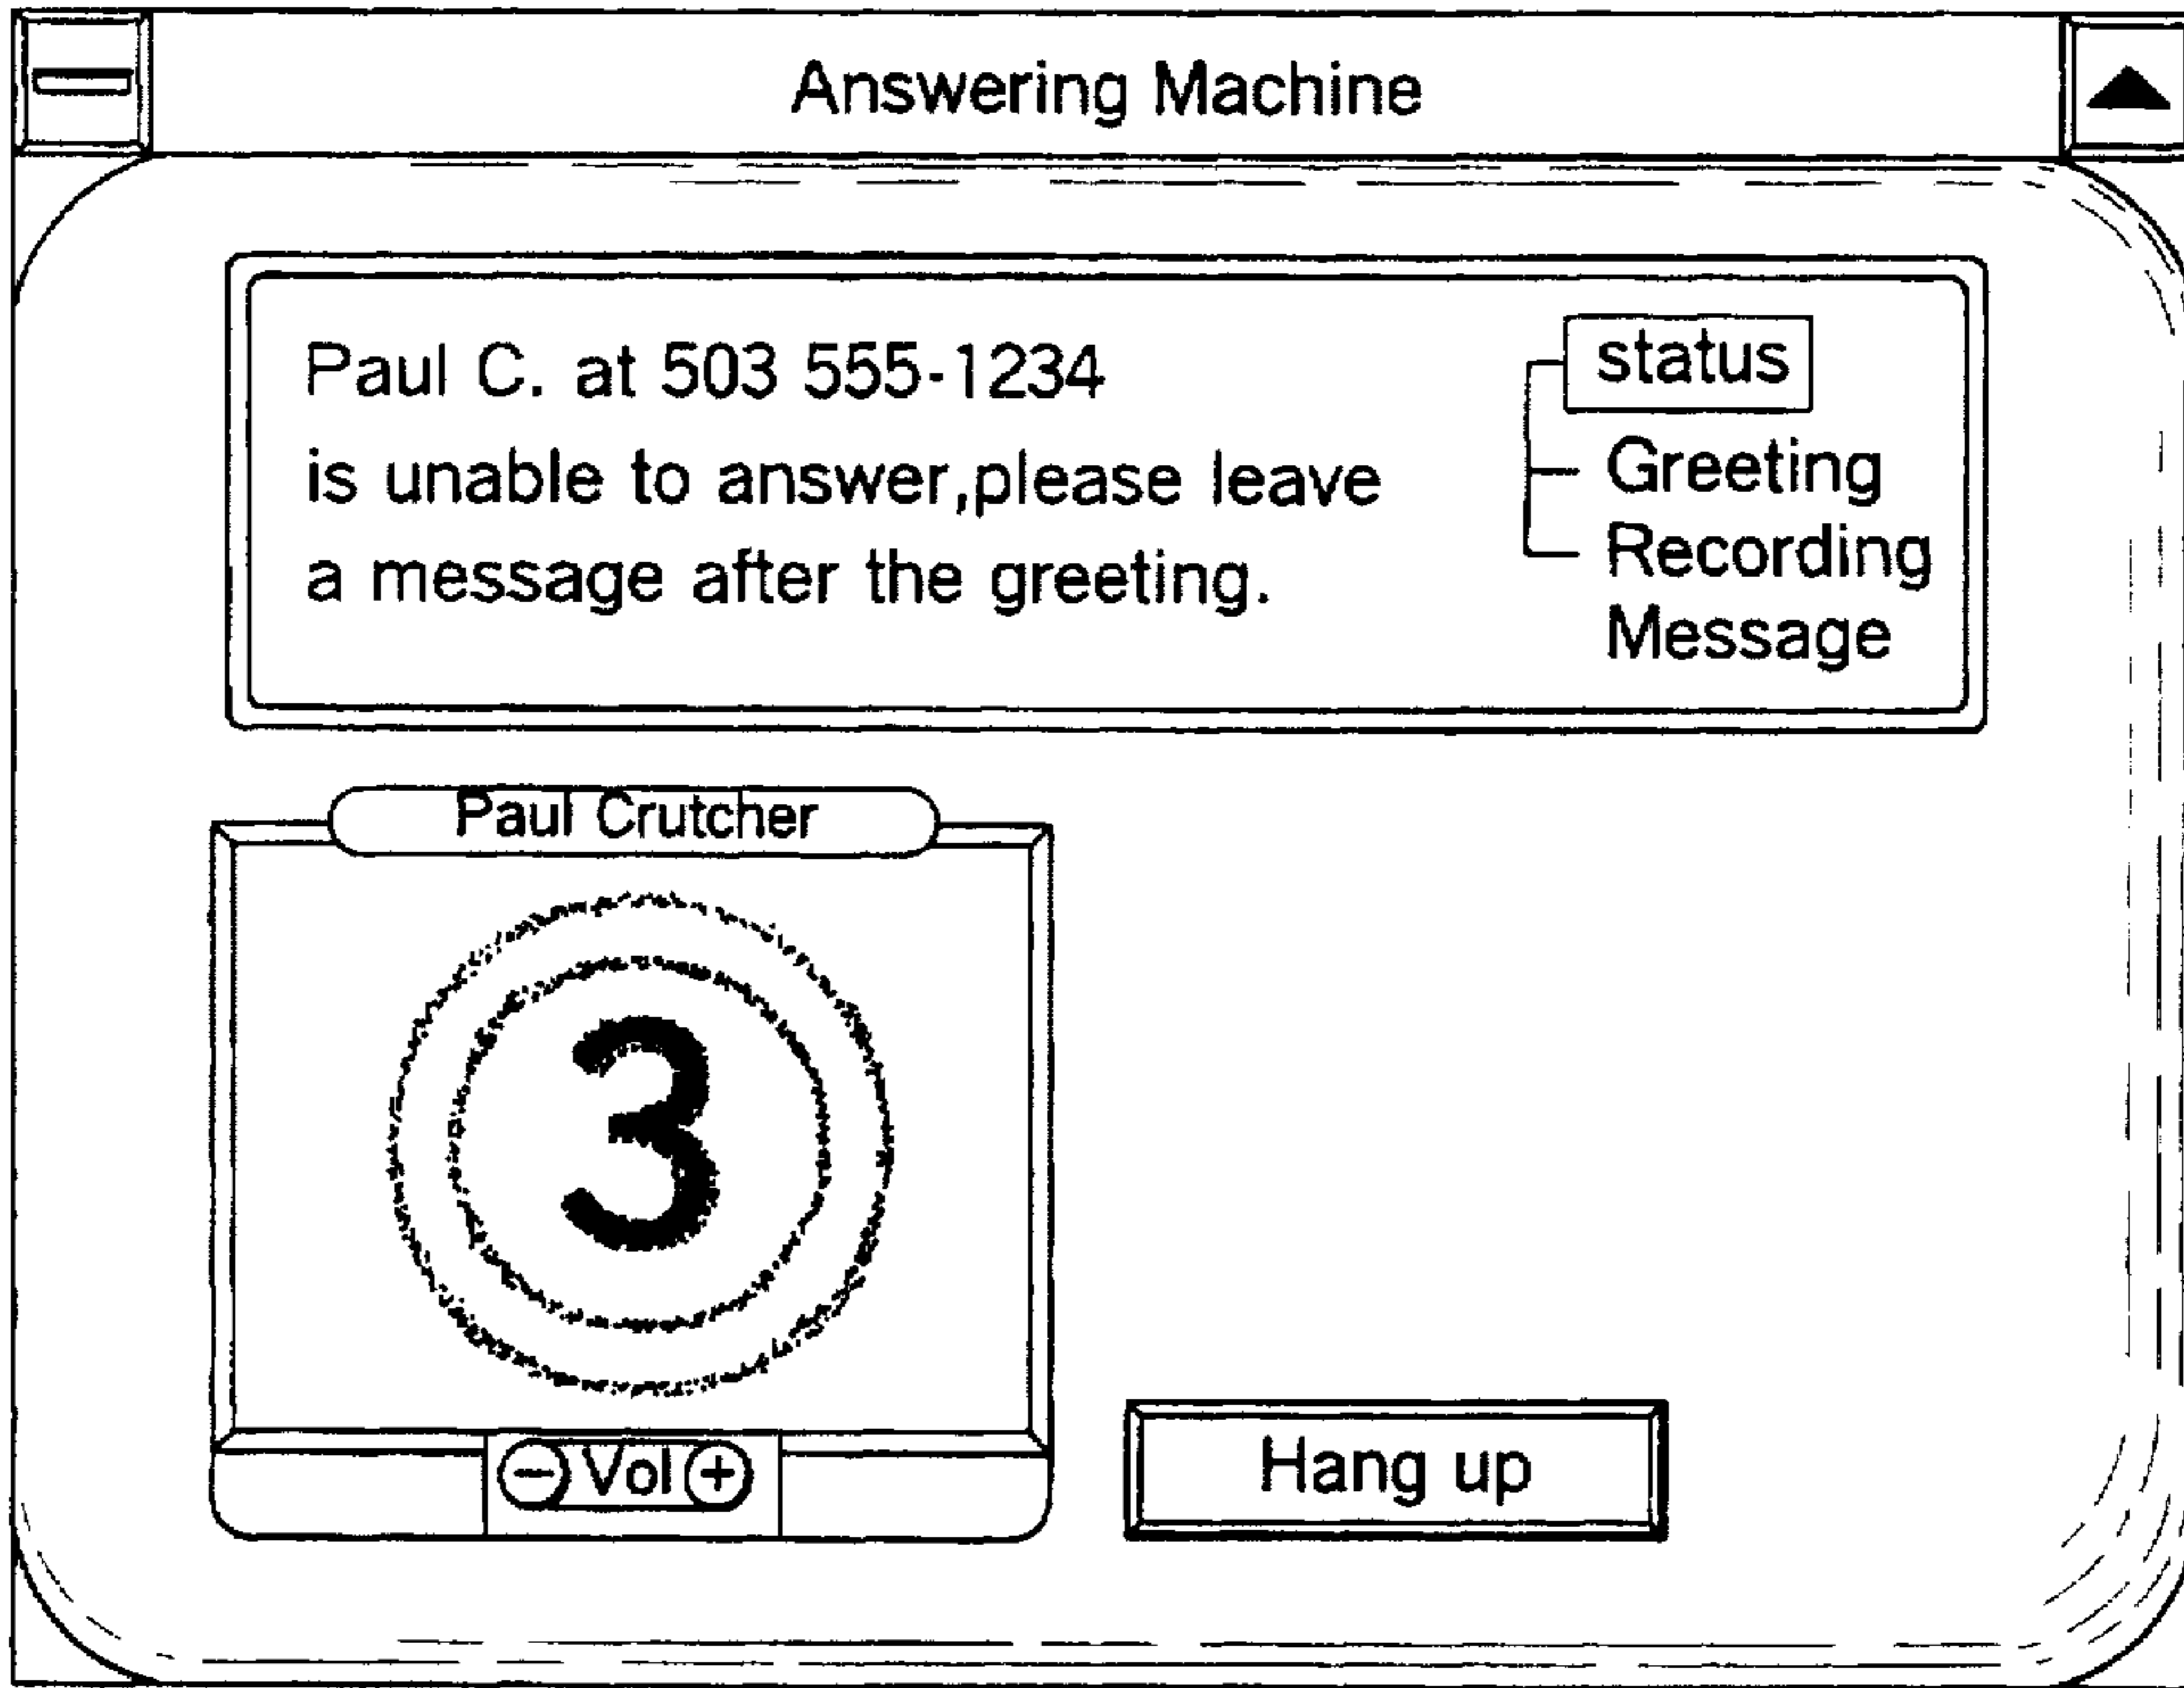 Answering Machine
Paul C. at 503 555-1234
is unable to answer,please leave
a message after the greeting.
status
Greeting
Recording
Message
Paul Crutcher
3
− Vol +
Hang up